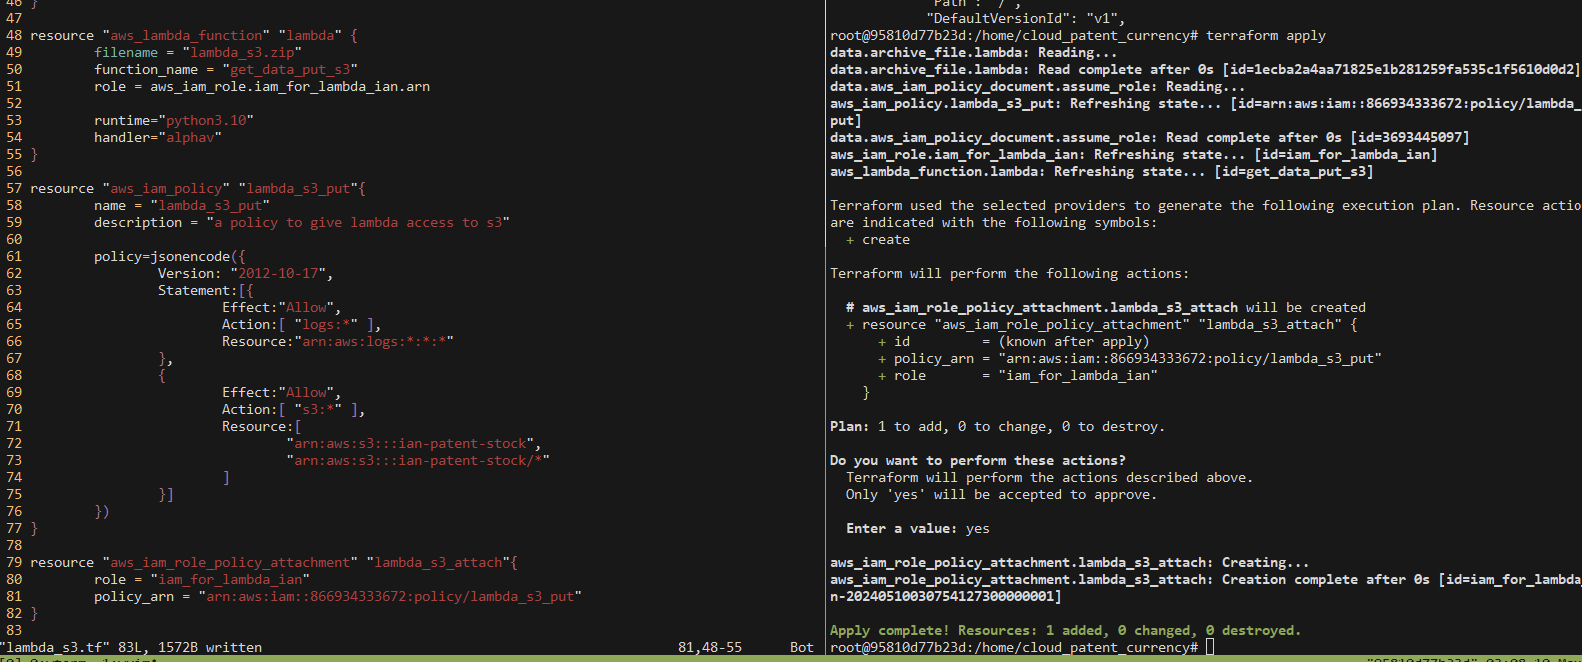 46 }
47
48 resource "aws_lambda_function" "lambda" {
49 filename = "lambda_s3.zip"
50 function_name = "get_data_put_s3"
51 role = aws_iam_role.iam_for_lambda_ian.arn
52
53 runtime="python3.10"
54 handler="alphav"
55 }
56
57 resource "aws_iam_policy" "lambda_s3_put"{
58 name = "lambda_s3_put"
59 description = "a policy to give lambda access to s3"
60
61 policy=jsonencode({
62 Version: "2012-10-17",
63 Statement:[{
64 Effect:"Allow",
65 Action:[ "logs:*" ],
66 Resource:"arn:aws:logs:*:*:*"
67 },
68 {
69 Effect:"Allow",
70 Action:[ "s3:*" ],
71 Resource:[
72 "arn:aws:s3:::ian-patent-stock",
73 "arn:aws:s3:::ian-patent-stock/*"
74 ]
75 }]
76 })
77 }
78
79 resource "aws_iam_role_policy_attachment" "lambda_s3_attach"{
80 role = "iam_for_lambda_ian"
81 policy_arn = "arn:aws:iam::866934333672:policy/lambda_s3_put"
82 }
83
"lambda_s3.tf" 83L, 1572B written 81,48-55 Bot
"Path": "/",
"DefaultVersionId": "v1",
root@95810d77b23d:/home/cloud_patent_currency# terraform apply
data.archive_file.lambda: Reading...
data.archive_file.lambda: Read complete after 0s [id=1ecba2a4aa71825e1b281259fa535c1f5610d0d2]
data.aws_iam_policy_document.assume_role: Reading...
aws_iam_policy.lambda_s3_put: Refreshing state... [id=arn:aws:iam::866934333672:policy/lambda_
put]
data.aws_iam_policy_document.assume_role: Read complete after 0s [id=3693445097]
aws_iam_role.iam_for_lambda_ian: Refreshing state... [id=iam_for_lambda_ian]
aws_lambda_function.lambda: Refreshing state... [id=get_data_put_s3]
Terraform used the selected providers to generate the following execution plan. Resource actio
are indicated with the following symbols:
+ create
Terraform will perform the following actions:
# aws_iam_role_policy_attachment.lambda_s3_attach will be created
+ resource "aws_iam_role_policy_attachment" "lambda_s3_attach" {
+ id = (known after apply)
+ policy_arn = "arn:aws:iam::866934333672:policy/lambda_s3_put"
+ role = "iam_for_lambda_ian"
}
Plan: 1 to add, 0 to change, 0 to destroy.
Do you want to perform these actions?
Terraform will perform the actions described above.
Only 'yes' will be accepted to approve.
Enter a value: yes
aws_iam_role_policy_attachment.lambda_s3_attach: Creating...
aws_iam_role_policy_attachment.lambda_s3_attach: Creation complete after 0s [id=iam_for_lambda
n-20240510030754127300000001]
Apply complete! Resources: 1 added, 0 changed, 0 destroyed.
root@95810d77b23d:/home/cloud_patent_currency#